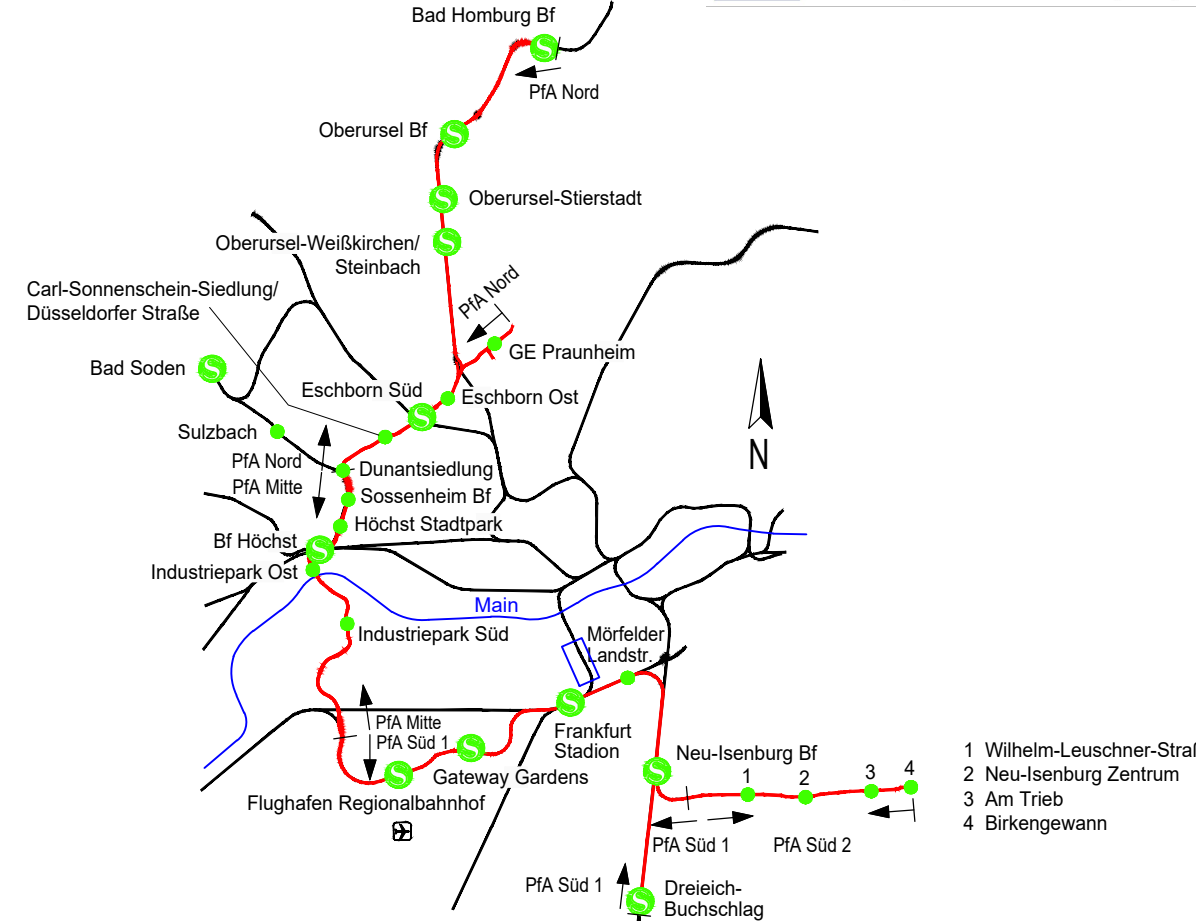 Bad Homburg Bf
PfA Nord
Oberursel Bf
Oberursel-Stierstadt
Oberursel-Weißkirchen/
Steinbach
PfA Nord
Carl-Sonnenschein-Siedlung/
Düsseldorfer Straße
GE Praunheim
Bad Soden
Eschborn Süd
Eschborn Ost
Sulzbach
PfA Nord
PfA Mitte
Dunantsiedlung
Sossenheim Bf
Höchst Stadtpark
N
Bf Höchst
Industriepark Ost
Main
Industriepark Süd
Mörfelder
Landstr.
PfA Mitte
PfA Süd 1
Frankfurt
Stadion
Gateway Gardens
Flughafen Regionalbahnhof
Neu-Isenburg Bf
1
2
3
4
PfA Süd 1
PfA Süd 2
1 Wilhelm-Leuschner-Straß
2 Neu-Isenburg Zentrum
3 Am Trieb
4 Birkengewann
PfA Süd 1
Dreieich-
Buchschlag